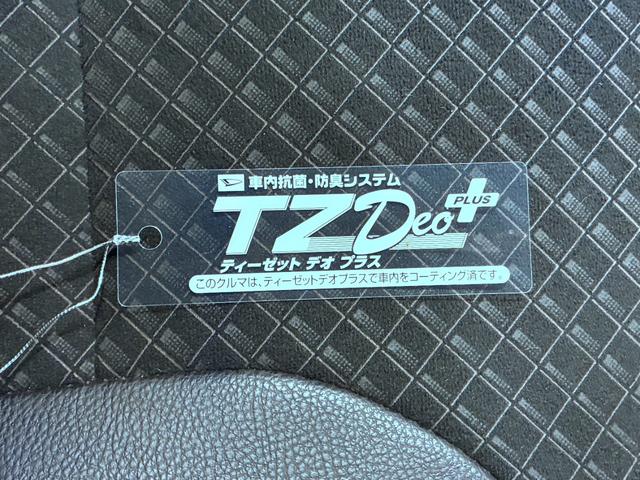 車内抗菌・防臭システム
TZ Deo PLUS
ティーゼット デオ プラス
このクルマは、ティーゼットデオプラスで車内をコーティング済です。